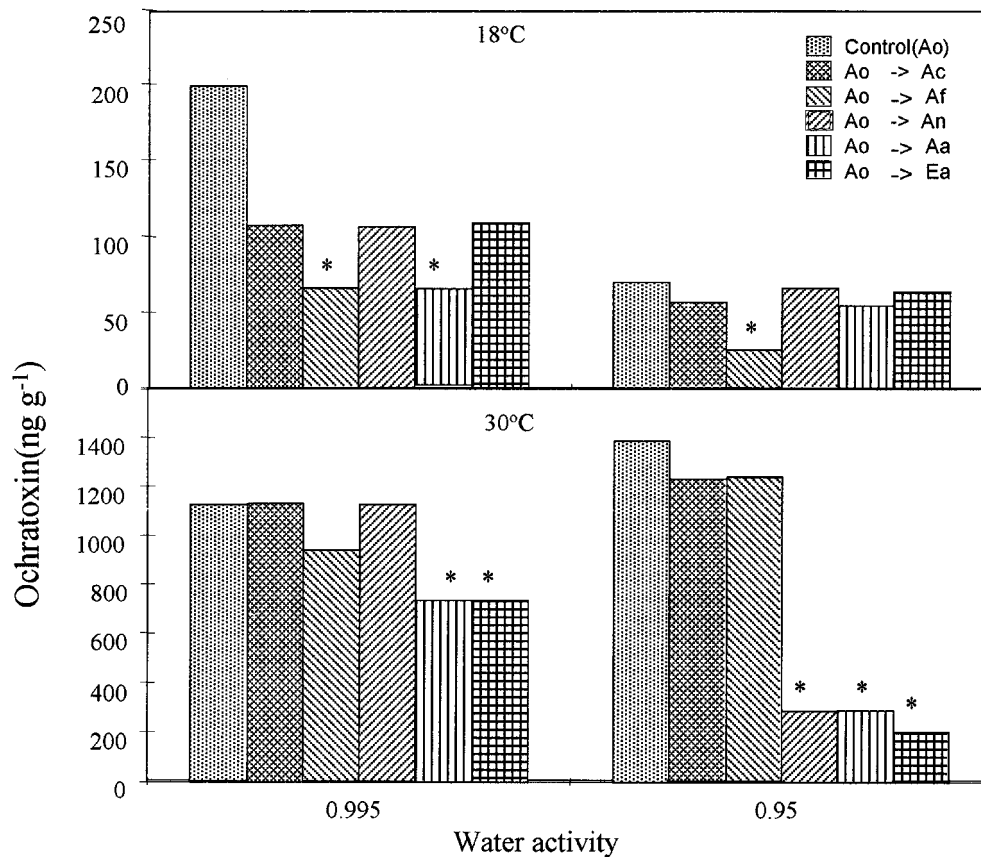 250
200
150
100
50
0
18°C
Control(Ao)
Ao -> Ac
Ao -> Af
Ao -> An
Ao -> Aa
Ao -> Ea
* * *
Ochratoxin(ng g⁻¹)
1400
1200
1000
800
600
400
200
0
30°C
* * * * *
0.995 0.95
Water activity